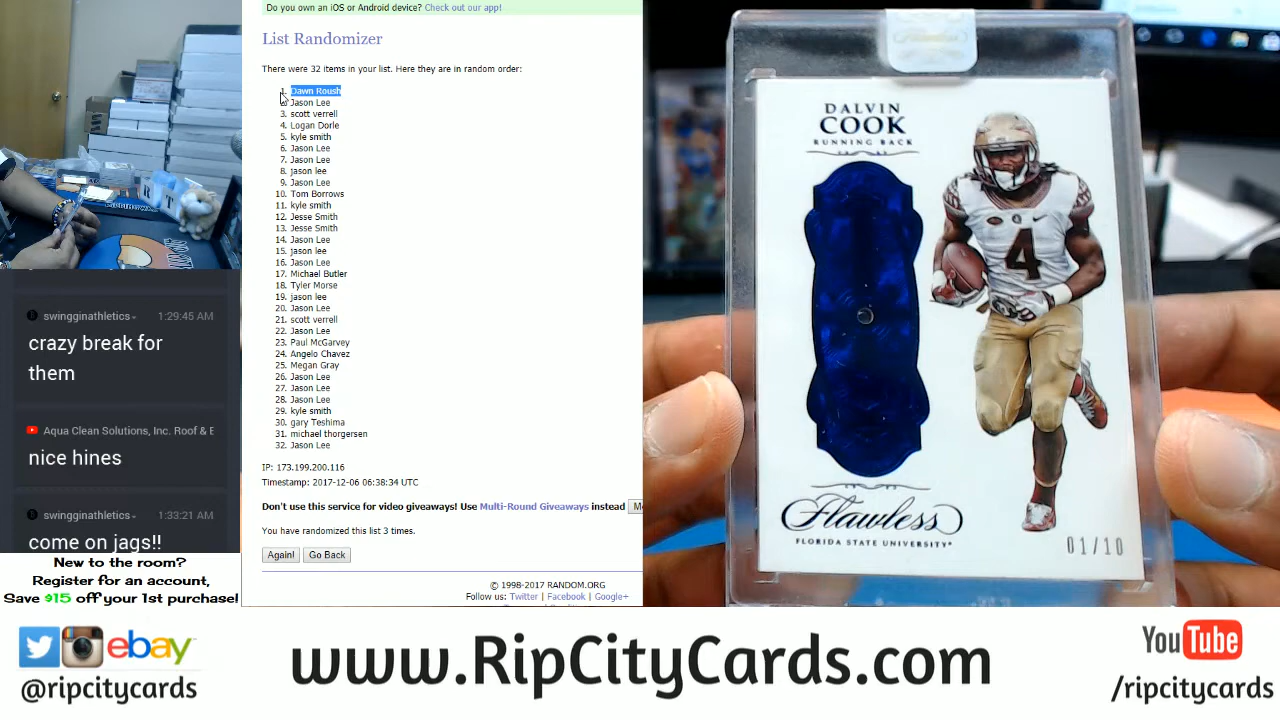 Do you own an iOS or Android device? Check out our app!
List Randomizer
There were 32 items in your list. Here they are in random order:
1. Dawn Roush
2. Jason Lee
3. scott verrell
4. Logan Dorle
5. kyle smith
6. Jason Lee
7. Jason Lee
8. jason lee
9. Jason Lee
10. Tom Borrows
11. kyle smith
12. Jesse Smith
13. Jesse Smith
14. Jason Lee
15. jason lee
16. Jason Lee
17. Michael Butler
18. Tyler Morse
19. jason lee
20. Jason Lee
21. scott verrell
22. Jason Lee
23. Paul McGarvey
24. Angelo Chavez
25. Megan Gray
26. Jason Lee
27. Jason Lee
28. Jason Lee
29. kyle smith
30. gary Teshima
31. michael thorgersen
32. Jason Lee
IP: 173.199.200.116
Timestamp: 2017-12-06 06:38:34 UTC
Don't use this service for video giveaways! Use Multi-Round Giveaways instead
You have randomized this list 3 times.
Again! Go Back
© 1998-2017 RANDOM.ORG
Follow us: Twitter | Facebook | Google+
swingginathletics 1:29:45 AM
crazy break for
them
Aqua Clean Solutions, Inc. Roof & E
nice hines
swingginathletics 1:33:21 AM
come on jags!!
New to the room?
Register for an account,
Save $15 off your 1st purchase!
DALVIN
COOK
RUNNING BACK
4
Flawless
FLORIDA STATE UNIVERSITY
01/10
ebay
@ripcitycards
www.RipCityCards.com
YouTube
/ripcitycards